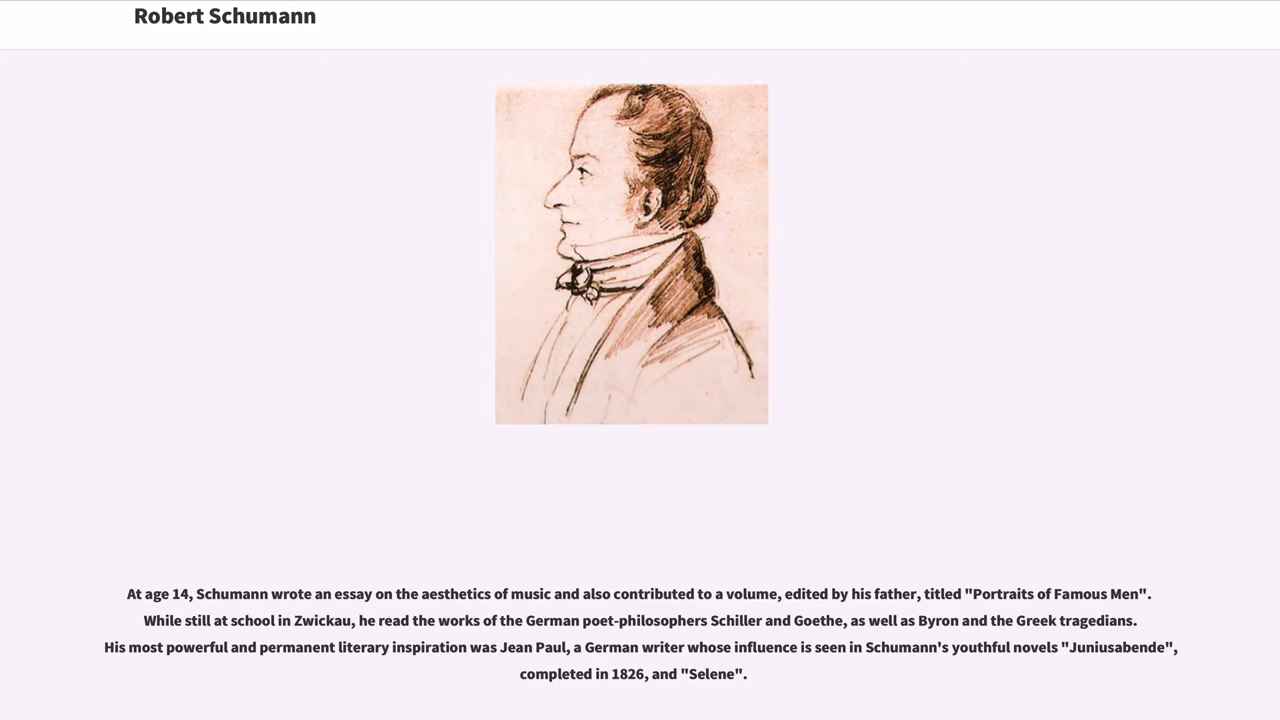 Robert Schumann
At age 14, Schumann wrote an essay on the aesthetics of music and also contributed to a volume, edited by his father, titled "Portraits of Famous Men".
While still at school in Zwickau, he read the works of the German poet-philosophers Schiller and Goethe, as well as Byron and the Greek tragedians.
His most powerful and permanent literary inspiration was Jean Paul, a German writer whose influence is seen in Schumann's youthful novels "Juniusabende",
completed in 1826, and "Selene".